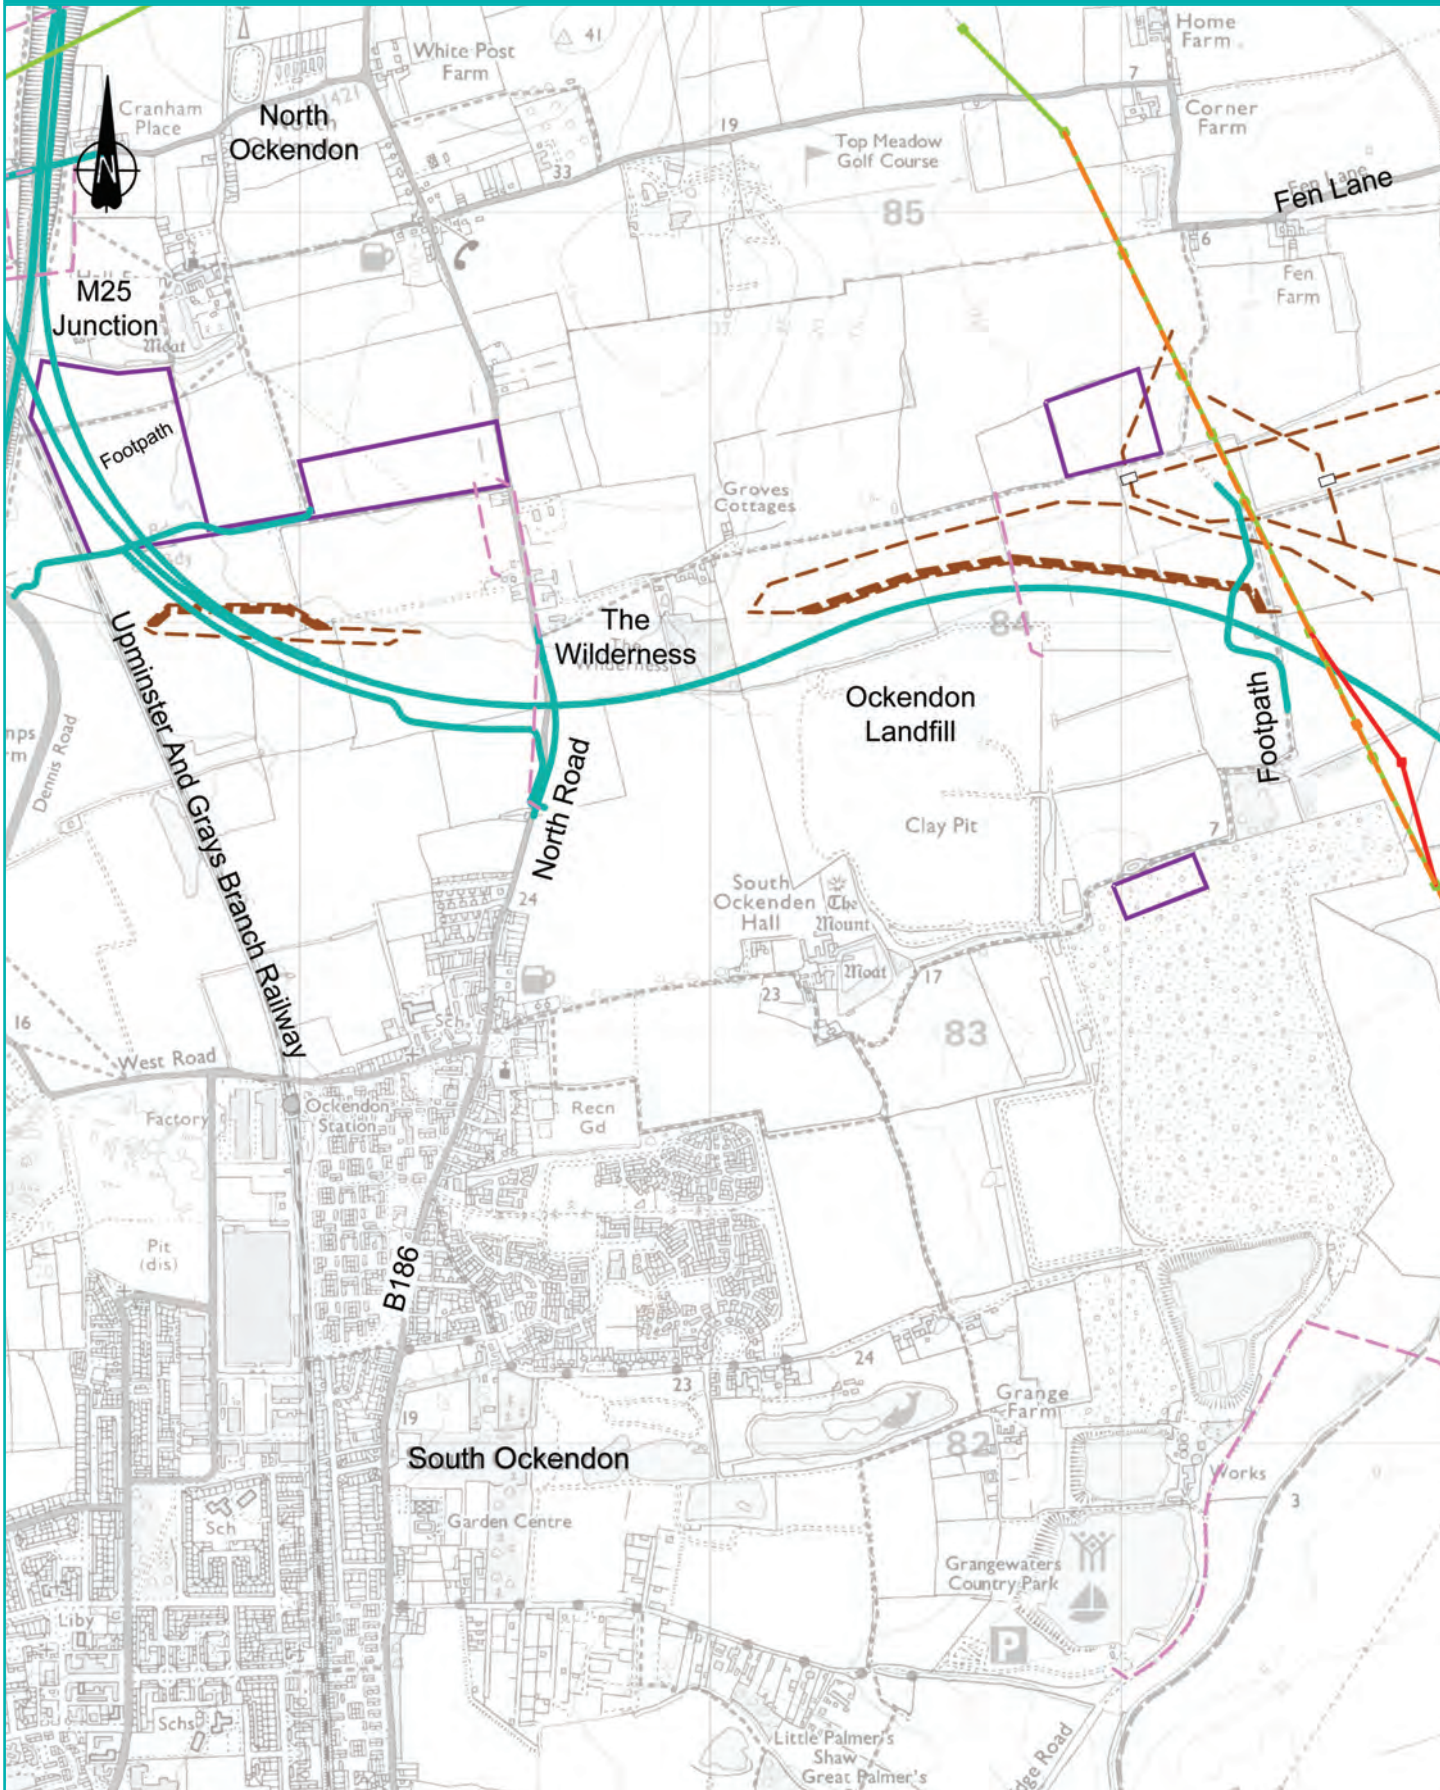 Home
Farm
White Post
Farm
41
7
Cranham
Place
1421
North
Ockendon
Corner
Farm
19
Top Meadow
Golf Course
N
33
Fen Lane
85
6
Fen
Farm
M25
Junction
Moat
Footpath
Groves
Cottages
The
Wilderness
84
Upminster And Grays Branch Railway
Ockendon
Landfill
Footpath
Dennis Road
North Road
Clay Pit
7
24
South
Ockenden
Hall
The
Mount
Moat
17
23
16
Sch
83
West Road
Factory
Ockendon
Station
Recn
Gd
Pit
(dis)
B186
24
23
19
Grange
Farm
82
South Ockendon
Works
3
Sch
Garden Centre
Grangewaters
Country Park
Liby
P
Schs
Little Palmer's
Shaw
Great Palmer's